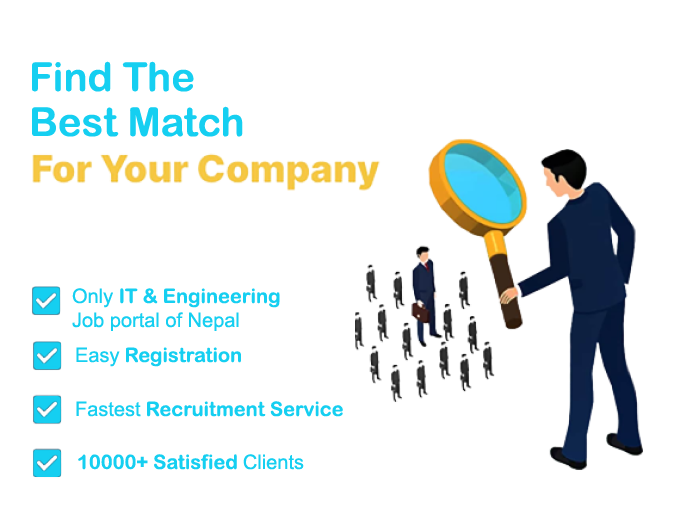 Find The
Best Match
For Your Company
Only IT & Engineering
Job portal of Nepal
Easy Registration
Fastest Recruitment Service
10000+ Satisfied Clients